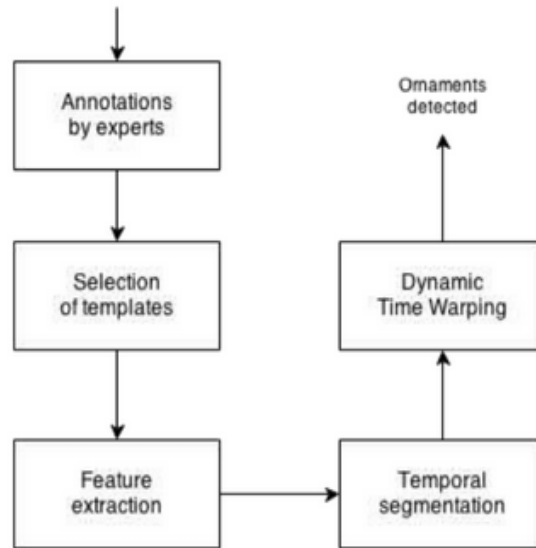 Annotations
by experts
Selection
of templates
Feature
extraction
Temporal
segmentation
Dynamic
Time Warping
Ornaments
detected